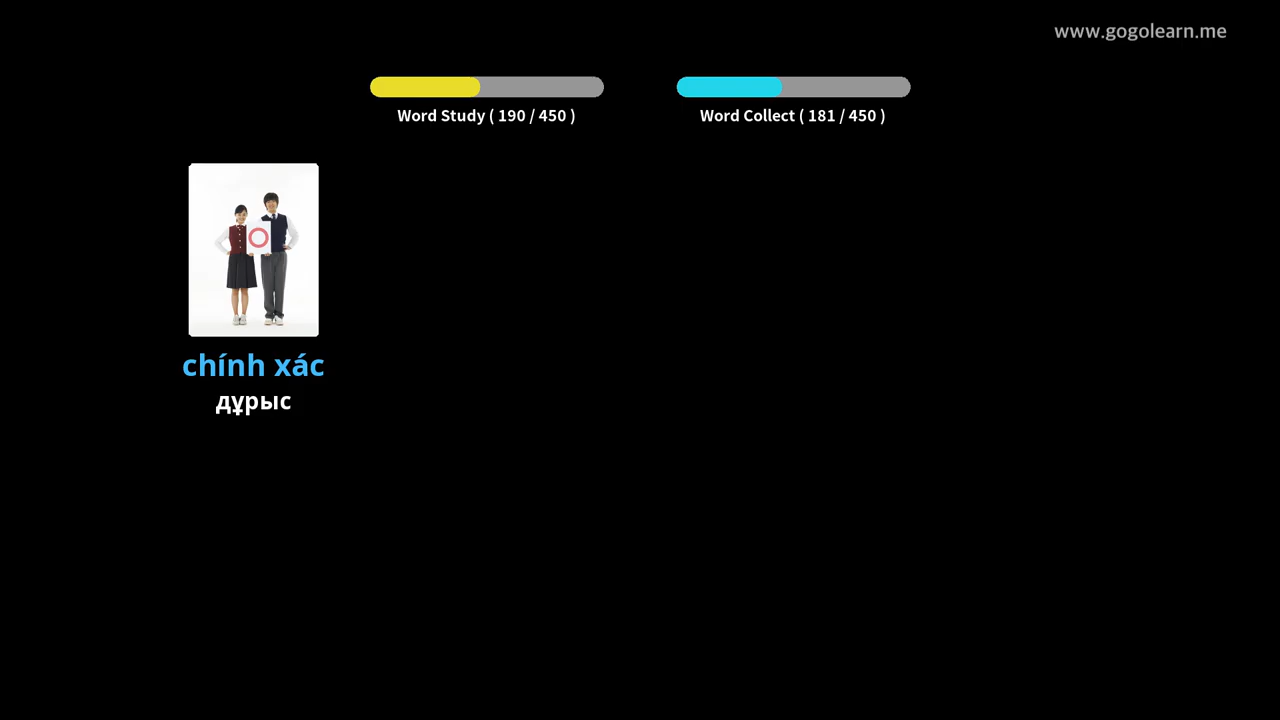 www.gogolearn.me
Word Study ( 190 / 450 )
Word Collect ( 181 / 450 )
chính xác
дұрыс